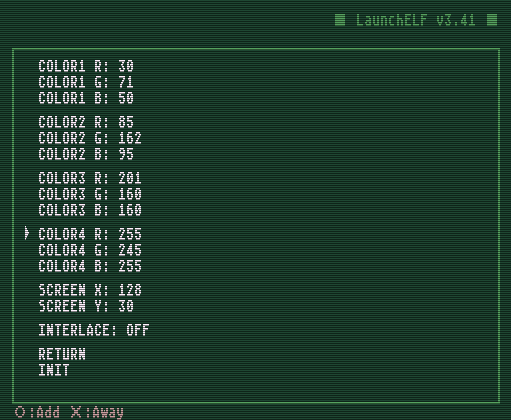 ■ LaunchELF v3.41 ■
COLOR1 R: 30
COLOR1 G: 71
COLOR1 B: 50
COLOR2 R: 85
COLOR2 G: 162
COLOR2 B: 95
COLOR3 R: 201
COLOR3 G: 160
COLOR3 B: 160
COLOR4 R: 255
COLOR4 G: 245
COLOR4 B: 255
SCREEN X: 128
SCREEN Y: 30
INTERLACE: OFF
RETURN
INIT
○:Add ×:Away